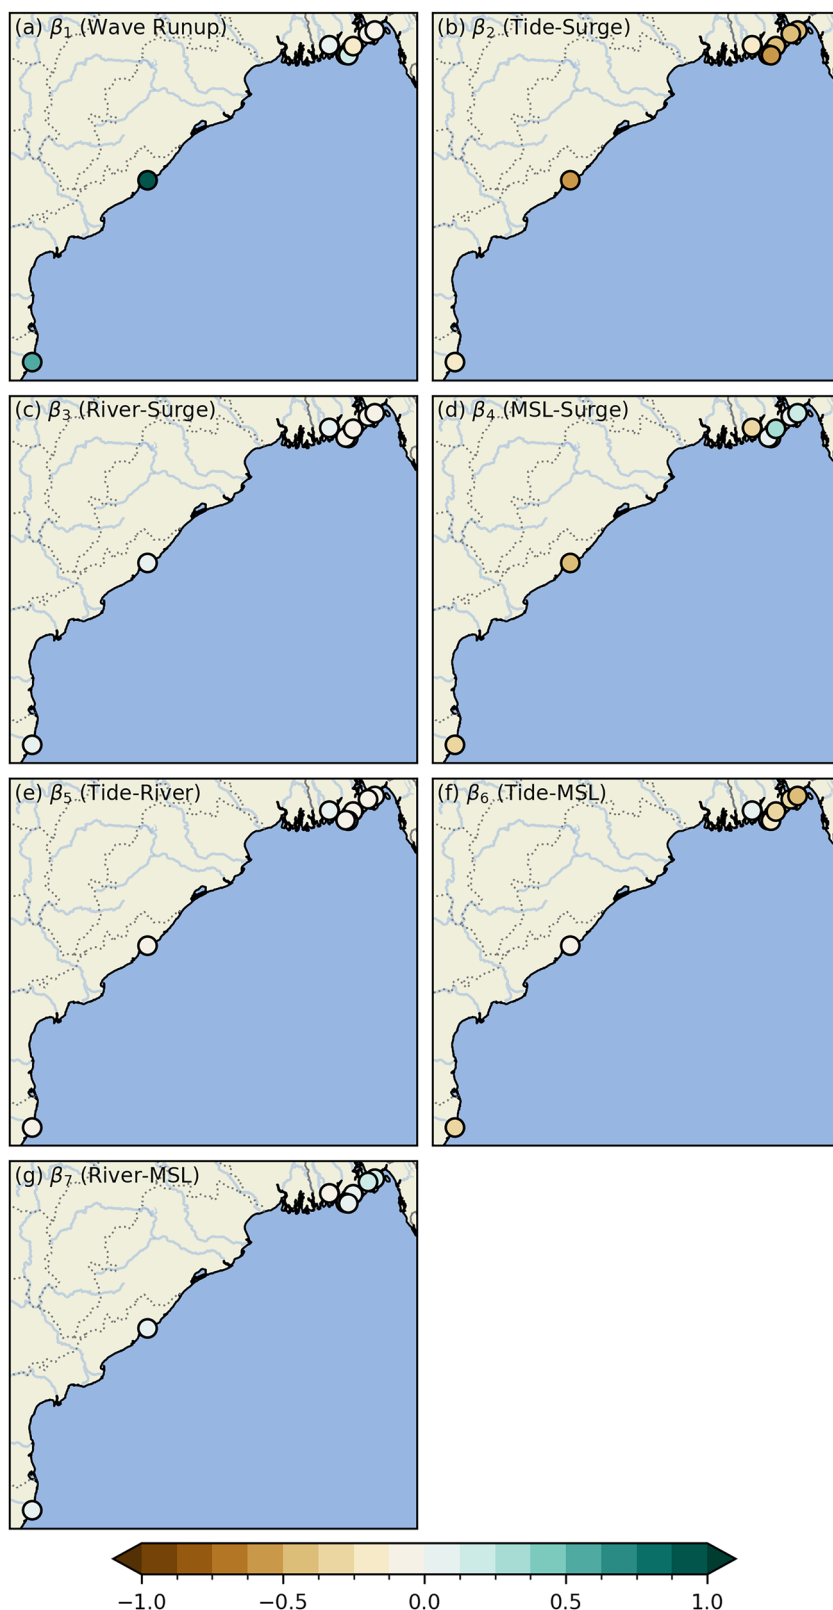 (a) β₁ (Wave Runup)
(b) β₂ (Tide-Surge)
(c) β₃ (River-Surge)
(d) β₄ (MSL-Surge)
(e) β₅ (Tide-River)
(f) β₆ (Tide-MSL)
(g) β₇ (River-MSL)
−1.0 −0.5 0.0 0.5 1.0